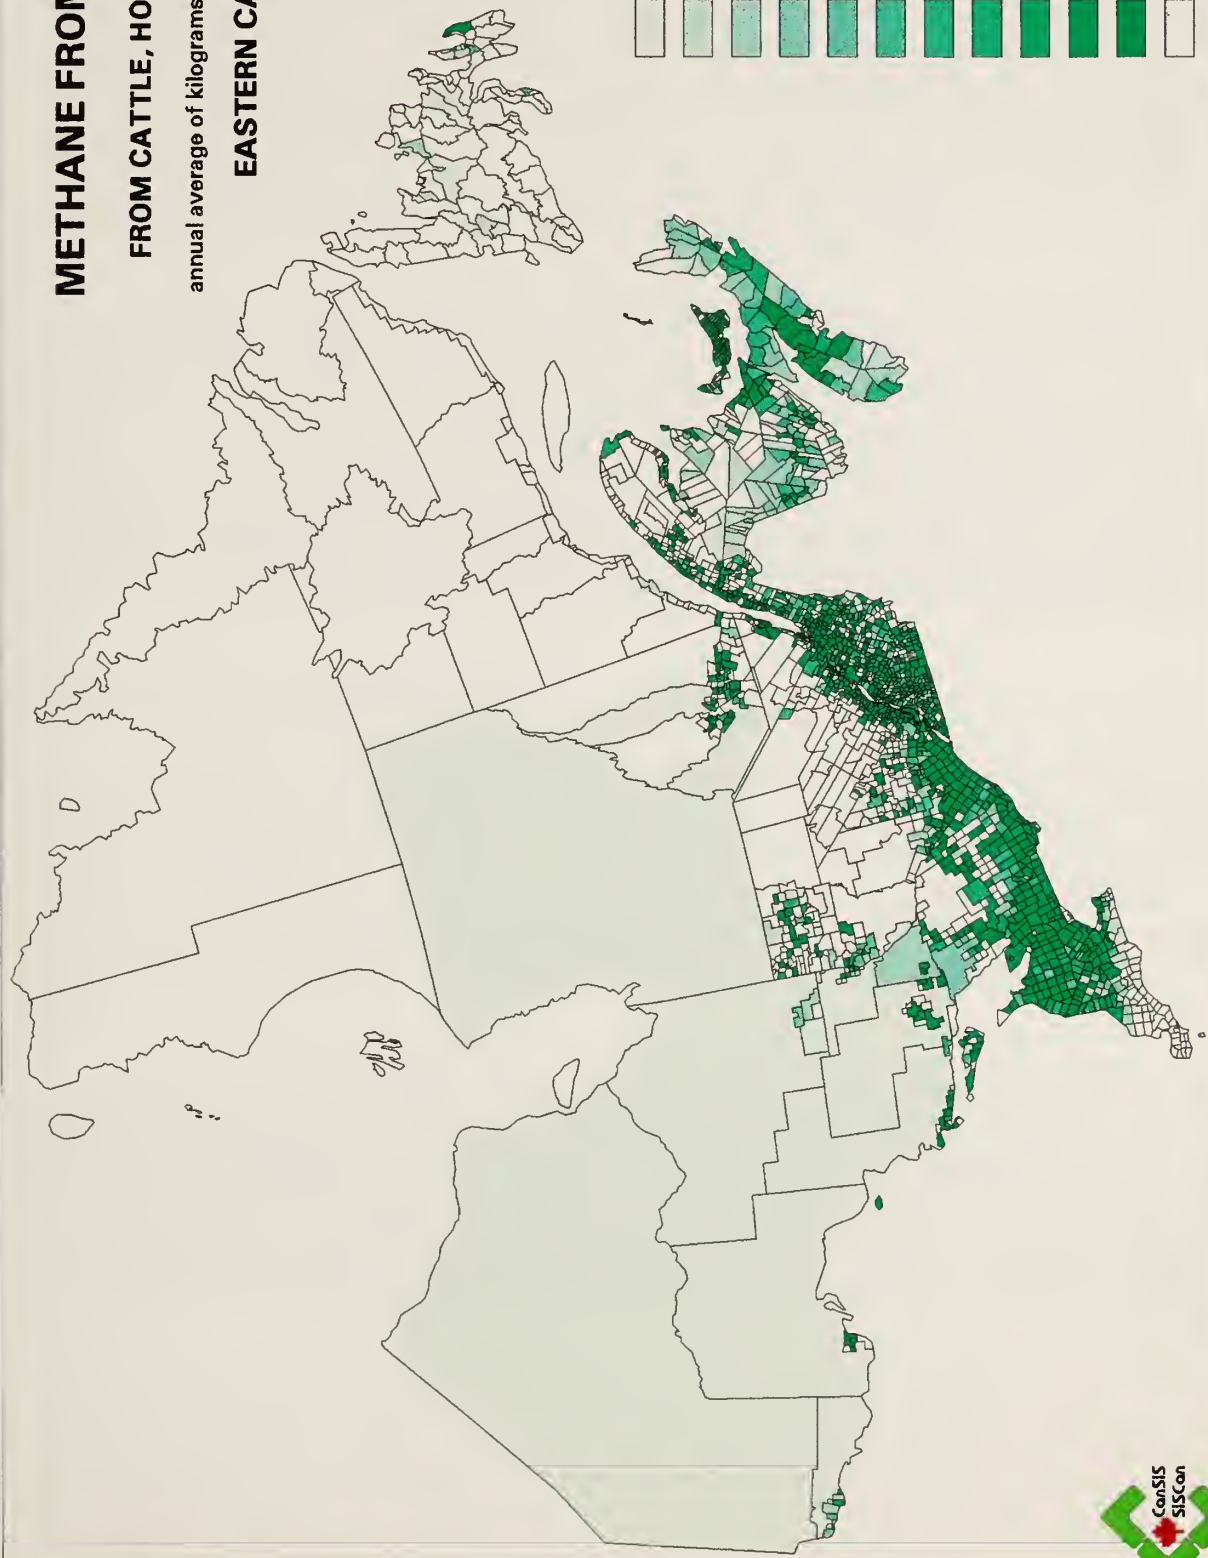 METHANE FROM
FROM CATTLE, HO
annual average of kilograms
EASTERN CA
CanSIS
SISCan